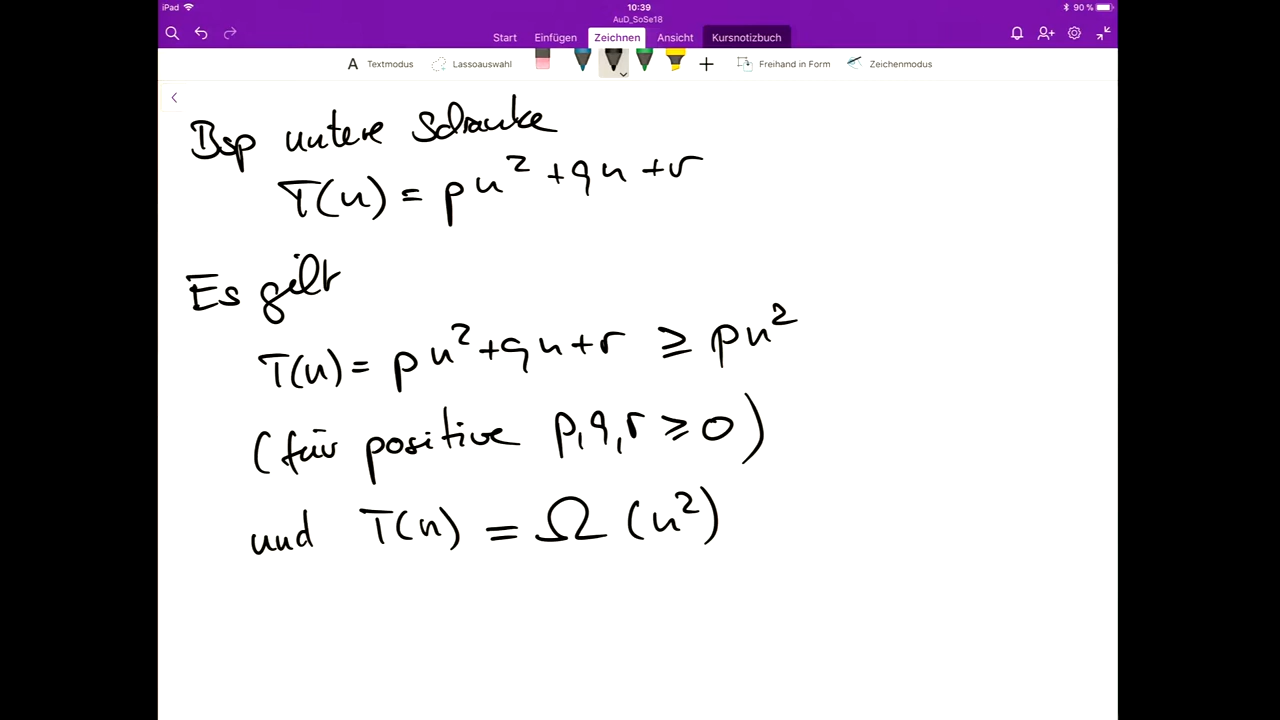 iPad 10:39 90 %
AuD_SoSe18
Start Einfügen Zeichnen Ansicht Kursnotizbuch
A Textmodus Lassoauswahl Freihand in Form Zeichenmodus
Bsp untere Schranke
T(n) = pn² + qn + r
Es gilt
T(n) = pn² + qn + r ≥ pn²
(für positive p, q, r ≥ 0)
und T(n) = Ω (n²)